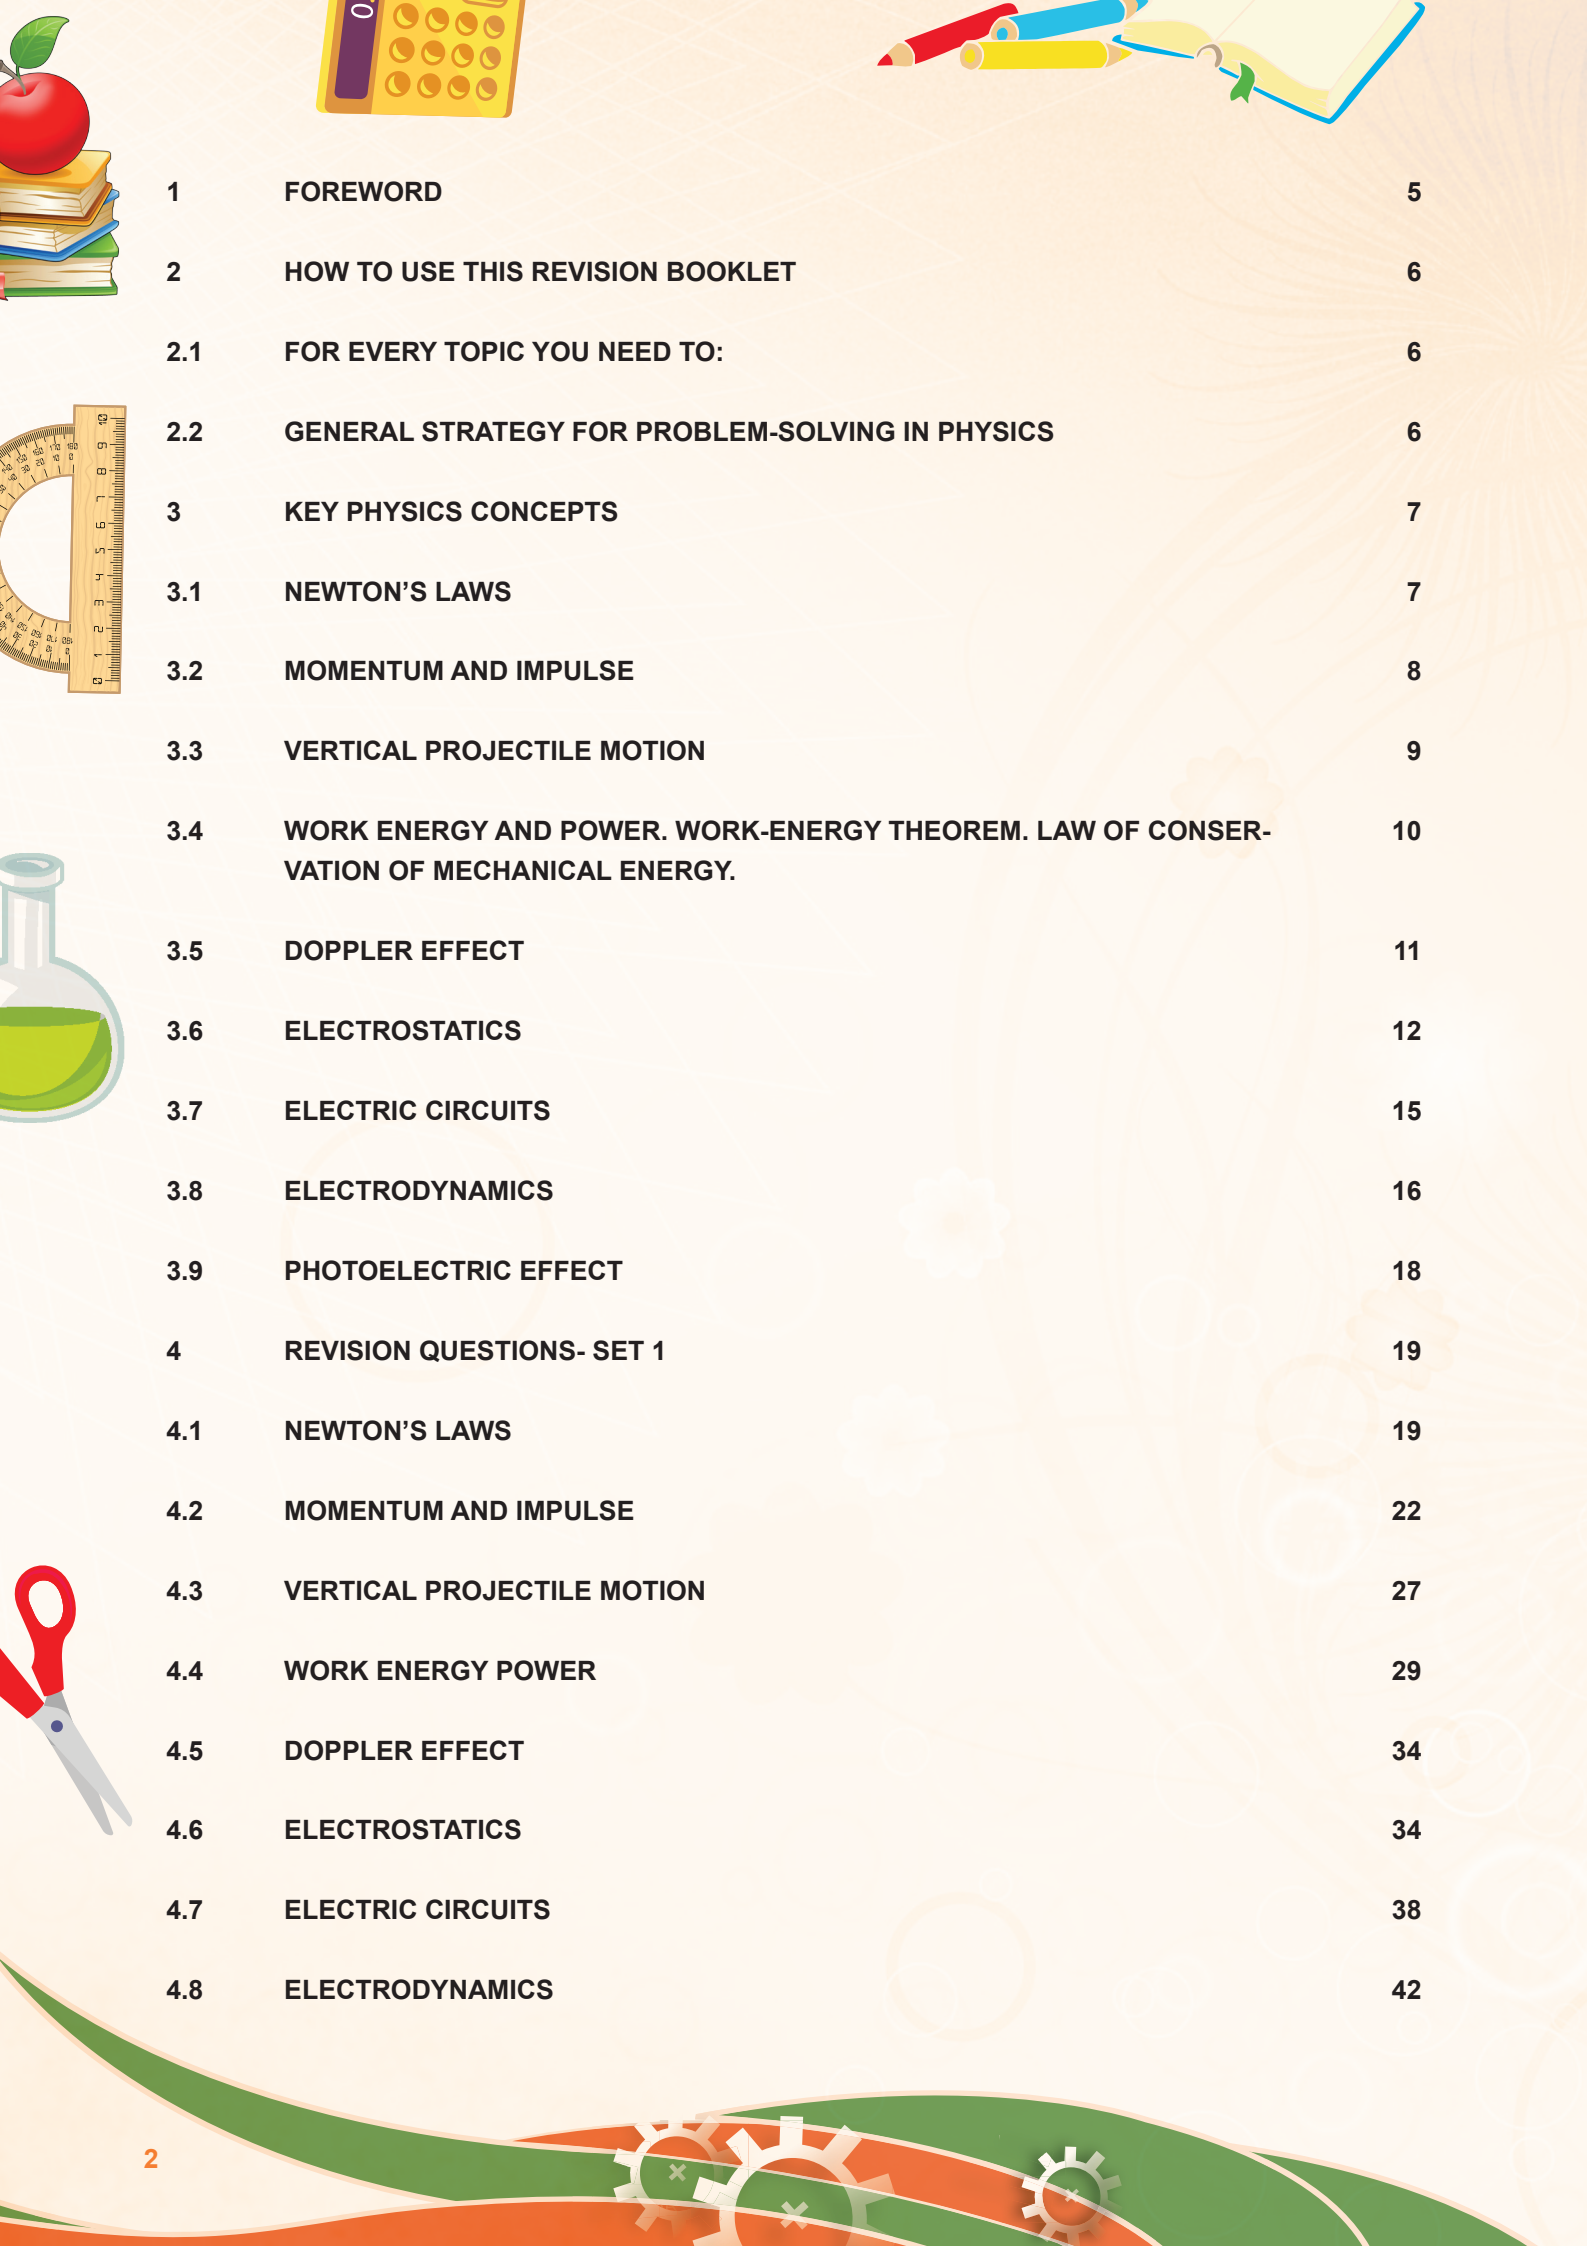 1 FOREWORD 5
2 HOW TO USE THIS REVISION BOOKLET 6
2.1 FOR EVERY TOPIC YOU NEED TO: 6
2.2 GENERAL STRATEGY FOR PROBLEM-SOLVING IN PHYSICS 6
3 KEY PHYSICS CONCEPTS 7
3.1 NEWTON’S LAWS 7
3.2 MOMENTUM AND IMPULSE 8
3.3 VERTICAL PROJECTILE MOTION 9
3.4 WORK ENERGY AND POWER. WORK-ENERGY THEOREM. LAW OF CONSER- 10
VATION OF MECHANICAL ENERGY.
3.5 DOPPLER EFFECT 11
3.6 ELECTROSTATICS 12
3.7 ELECTRIC CIRCUITS 15
3.8 ELECTRODYNAMICS 16
3.9 PHOTOELECTRIC EFFECT 18
4 REVISION QUESTIONS- SET 1 19
4.1 NEWTON’S LAWS 19
4.2 MOMENTUM AND IMPULSE 22
4.3 VERTICAL PROJECTILE MOTION 27
4.4 WORK ENERGY POWER 29
4.5 DOPPLER EFFECT 34
4.6 ELECTROSTATICS 34
4.7 ELECTRIC CIRCUITS 38
4.8 ELECTRODYNAMICS 42
2